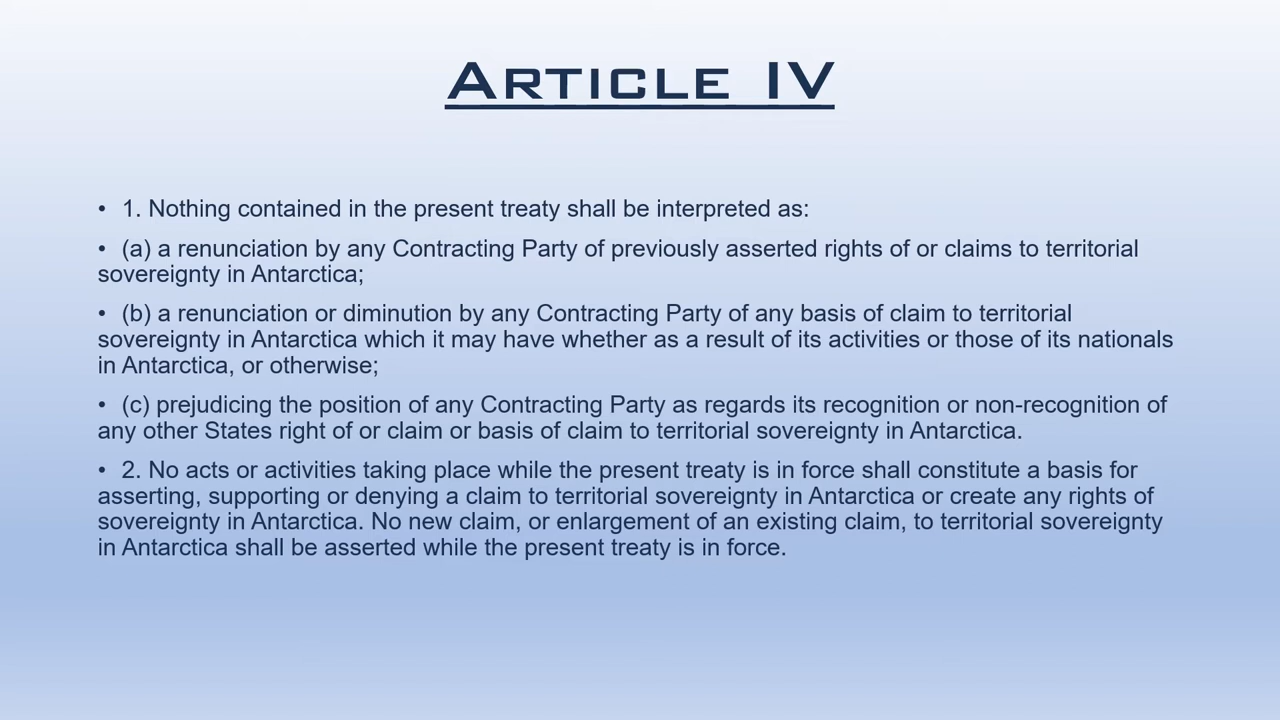 Article IV
• 1. Nothing contained in the present treaty shall be interpreted as:
• (a) a renunciation by any Contracting Party of previously asserted rights of or claims to territorial
sovereignty in Antarctica;
• (b) a renunciation or diminution by any Contracting Party of any basis of claim to territorial
sovereignty in Antarctica which it may have whether as a result of its activities or those of its nationals
in Antarctica, or otherwise;
• (c) prejudicing the position of any Contracting Party as regards its recognition or non-recognition of
any other States right of or claim or basis of claim to territorial sovereignty in Antarctica.
• 2. No acts or activities taking place while the present treaty is in force shall constitute a basis for
asserting, supporting or denying a claim to territorial sovereignty in Antarctica or create any rights of
sovereignty in Antarctica. No new claim, or enlargement of an existing claim, to territorial sovereignty
in Antarctica shall be asserted while the present treaty is in force.